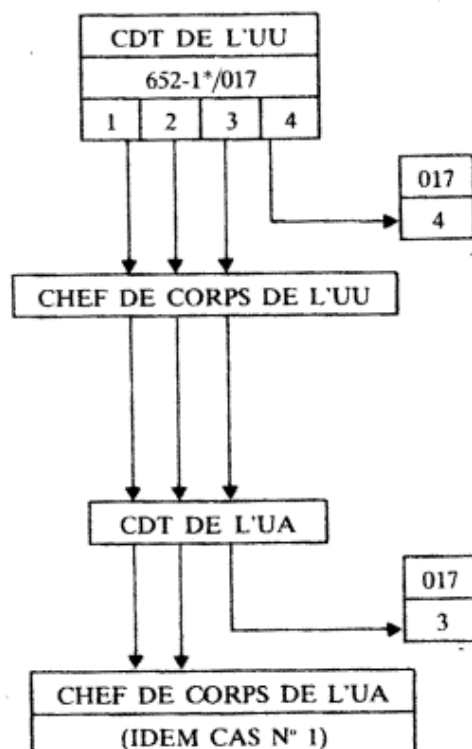 CDT DE L'UU
652-1*/017
1 2 3 4
017
4
CHEF DE CORPS DE L'UU
CDT DE L'UA
017
3
CHEF DE CORPS DE L'UA
(IDEM CAS N° 1)